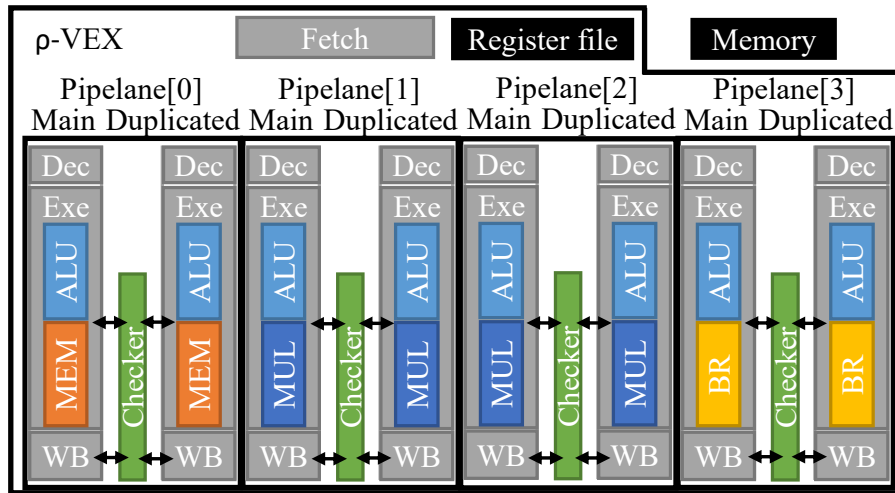 ρ-VEX Fetch Register file Memory
Pipelane[0] Pipelane[1] Pipelane[2] Pipelane[3]
Main Duplicated Main Duplicated Main Duplicated Main Duplicated
Dec Dec Dec Dec Dec Dec Dec Dec
Exe Exe Exe Exe Exe Exe Exe Exe
ALU ALU ALU ALU ALU ALU ALU ALU
MEM Checker MEM MUL Checker MUL MUL Checker MUL BR Checker BR
WB WB WB WB WB WB WB WB